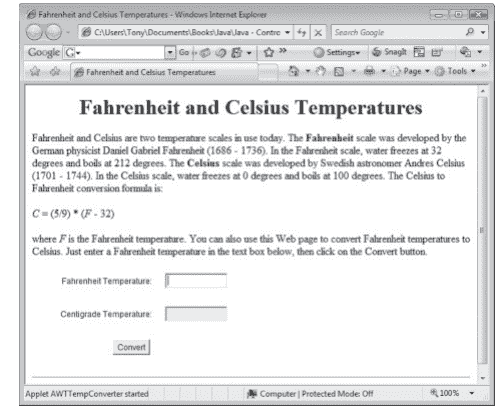 Fahrenheit and Celsius Temperatures - Windows Internet Explorer
C:\Users\Tony\Documents\Books\Java\Java - Contro
Search Google
Google
G
Go
Settings
SnagIt
Fahrenheit and Celsius Temperatures
Page
Tools
Fahrenheit and Celsius Temperatures
Fahrenheit and Celsius are two temperature scales in use today. The Fahrenheit scale was developed by the
German physicist Daniel Gabriel Fahrenheit (1686 - 1736). In the Fahrenheit scale, water freezes at 32
degrees and boils at 212 degrees. The Celsius scale was developed by Swedish astronomer Andres Celsius
(1701 - 1744). In the Celsius scale, water freezes at 0 degrees and boils at 100 degrees. The Celsius to
Fahrenheit conversion formula is:
C = (5/9) * (F - 32)
where F is the Fahrenheit temperature. You can also use this Web page to convert Fahrenheit temperatures to
Celsius. Just enter a Fahrenheit temperature in the text box below, then click on the Convert button.
Fahrenheit Temperature:
Centigrade Temperature:
Convert
Applet AWTTempConverter started
Computer | Protected Mode: Off
100%